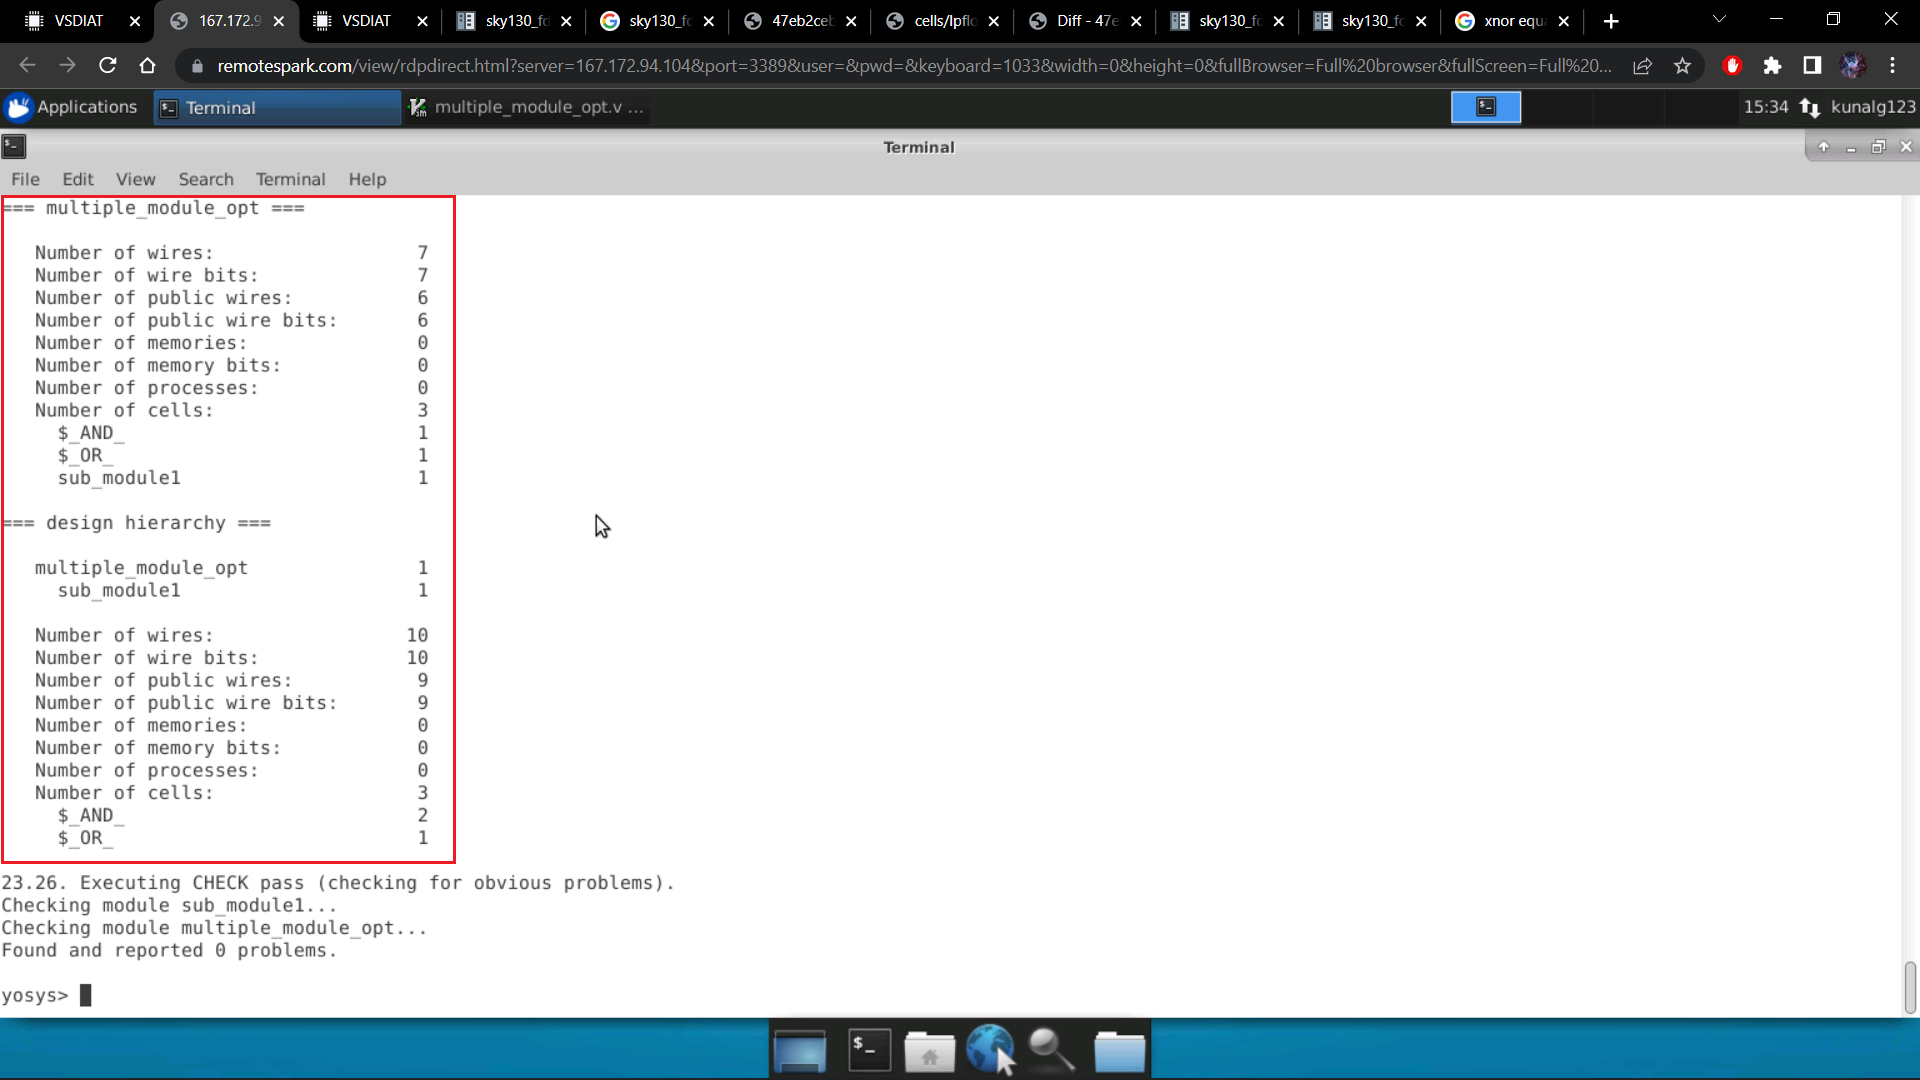 VSDIAT
167.172.9
VSDIAT
sky130_fd
sky130_fd
47eb2ceb
cells/lpflo
Diff - 47e
sky130_fd
sky130_fd
xnor equa
remotespark.com/view/rdpdirect.html?server=167.172.94.104&port=3389&user=&pwd=&keyboard=1033&width=0&height=0&fullBrowser=Full%20browser&fullScreen=Full%20...
Applications
Terminal
multiple_module_opt.v ...
15:34
kunalg123
Terminal
File Edit View Search Terminal Help
=== multiple_module_opt ===
Number of wires: 7
Number of wire bits: 7
Number of public wires: 6
Number of public wire bits: 6
Number of memories: 0
Number of memory bits: 0
Number of processes: 0
Number of cells: 3
$_AND_ 1
$_OR_ 1
sub_module1 1
=== design hierarchy ===
multiple_module_opt 1
sub_module1 1
Number of wires: 10
Number of wire bits: 10
Number of public wires: 9
Number of public wire bits: 9
Number of memories: 0
Number of memory bits: 0
Number of processes: 0
Number of cells: 3
$_AND_ 2
$_OR_ 1
23.26. Executing CHECK pass (checking for obvious problems).
Checking module sub_module1...
Checking module multiple_module_opt...
Found and reported 0 problems.
yosys>